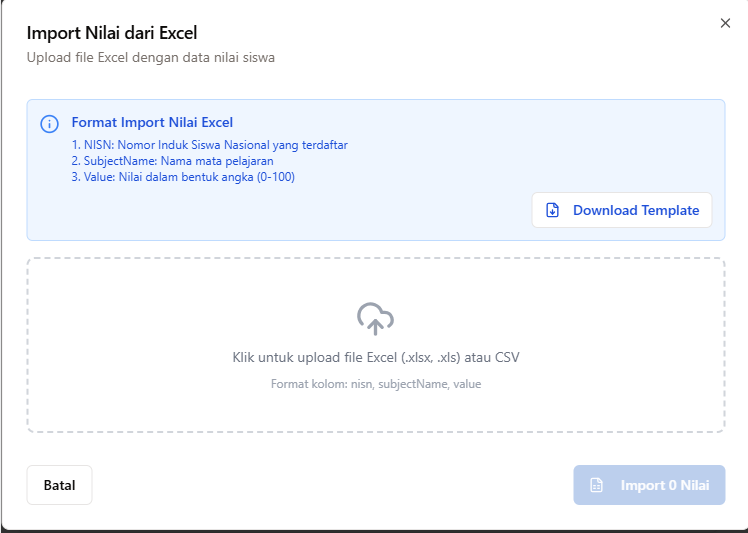 Import Nilai dari Excel
Upload file Excel dengan data nilai siswa
Format Import Nilai Excel
1. NISN: Nomor Induk Siswa Nasional yang terdaftar
2. SubjectName: Nama mata pelajaran
3. Value: Nilai dalam bentuk angka (0-100)
Download Template
Klik untuk upload file Excel (.xlsx, .xls) atau CSV
Format kolom: nisn, subjectName, value
Batal
Import 0 Nilai